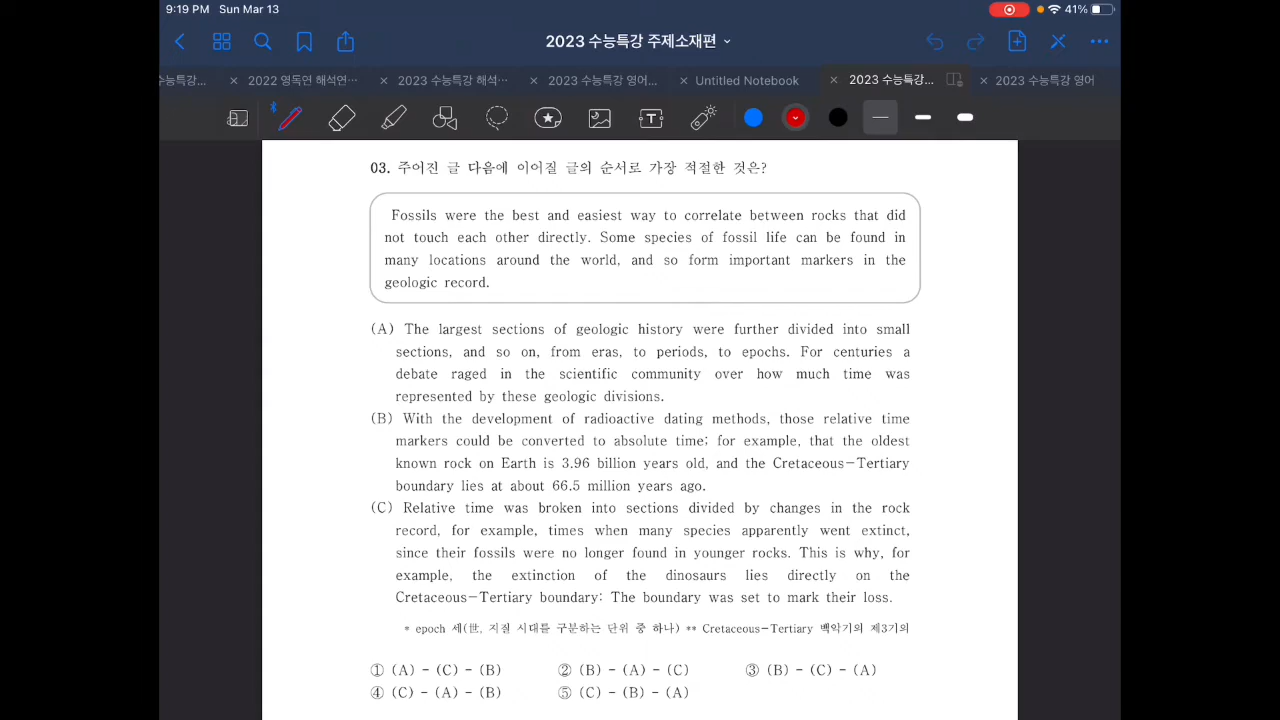 9:19 PM Sun Mar 13
41%
2023 수능특강 주제소재편
수능특강...
2022 영독연 해석연...
2023 수능특강 해석...
2023 수능특강 영어...
Untitled Notebook
2023 수능특강...
2023 수능특강 영어
03. 주어진 글 다음에 이어질 글의 순서로 가장 적절한 것은?
Fossils were the best and easiest way to correlate between rocks that did
not touch each other directly. Some species of fossil life can be found in
many locations around the world, and so form important markers in the
geologic record.
(A) The largest sections of geologic history were further divided into small
sections, and so on, from eras, to periods, to epochs. For centuries a
debate raged in the scientific community over how much time was
represented by these geologic divisions.
(B) With the development of radioactive dating methods, those relative time
markers could be converted to absolute time; for example, that the oldest
known rock on Earth is 3.96 billion years old, and the Cretaceous-Tertiary
boundary lies at about 66.5 million years ago.
(C) Relative time was broken into sections divided by changes in the rock
record, for example, times when many species apparently went extinct,
since their fossils were no longer found in younger rocks. This is why, for
example, the extinction of the dinosaurs lies directly on the
Cretaceous-Tertiary boundary: The boundary was set to mark their loss.
* epoch 세(世, 지질 시대를 구분하는 단위 중 하나) ** Cretaceous-Tertiary 백악기의 제3기의
① (A) - (C) - (B) ② (B) - (A) - (C) ③ (B) - (C) - (A)
④ (C) - (A) - (B) ⑤ (C) - (B) - (A)